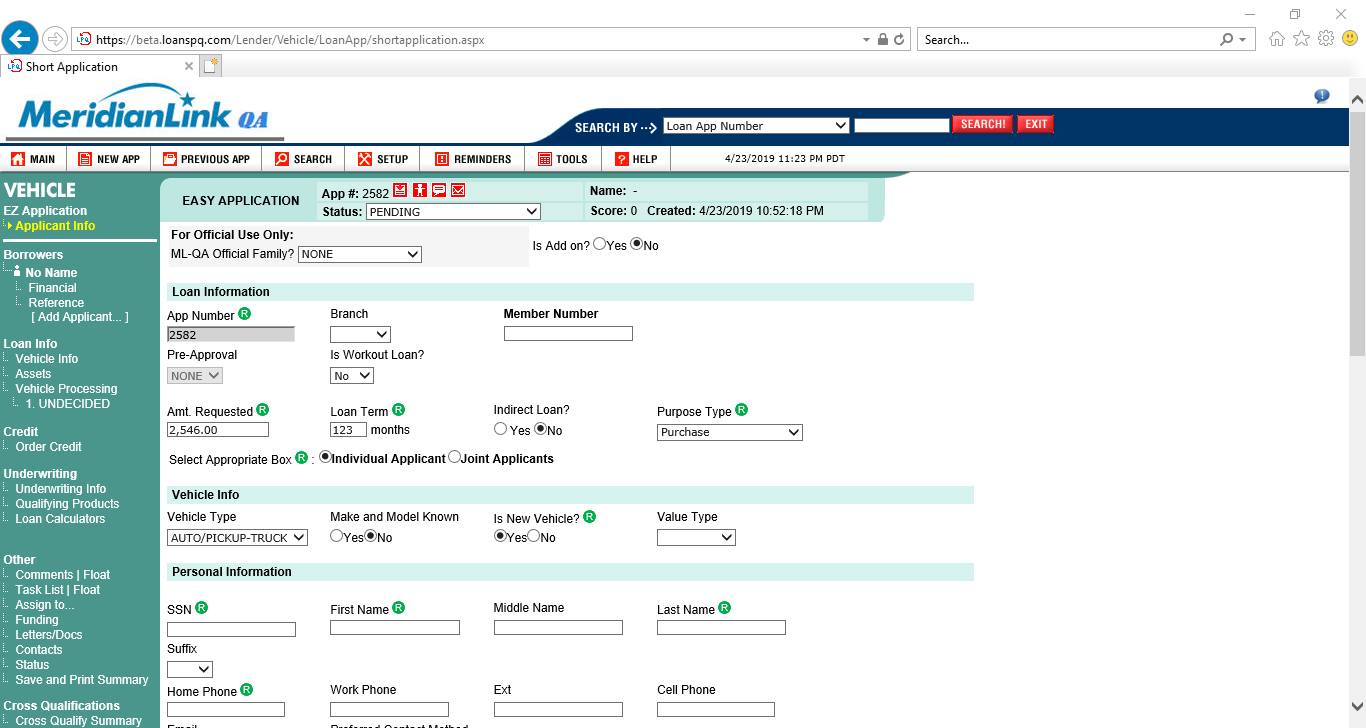 https://beta.loanspq.com/Lender/Vehicle/LoanApp/shortapplication.aspx
Search...
Short Application
MeridianLink QA
SEARCH BY Loan App Number SEARCH! EXIT
MAIN NEW APP PREVIOUS APP SEARCH SETUP REMINDERS TOOLS HELP 4/23/2019 11:23 PM PDT
VEHICLE
EZ Application
Applicant Info
Borrowers
No Name
Financial
Reference
[ Add Applicant... ]
Loan Info
Vehicle Info
Assets
Vehicle Processing
1. UNDECIDED
Credit
Order Credit
Underwriting
Underwriting Info
Qualifying Products
Loan Calculators
Other
Comments | Float
Task List | Float
Assign to...
Funding
Letters/Docs
Contacts
Status
Save and Print Summary
Cross Qualifications
Cross Qualify Summary
EASY APPLICATION
App #: 2582
Name: -
Status: PENDING
Score: 0 Created: 4/23/2019 10:52:18 PM
For Official Use Only:
ML-QA Official Family? NONE
Is Add on? Yes No
Loan Information
App Number R Branch Member Number
2582
Pre-Approval Is Workout Loan?
NONE No
Amt. Requested R Loan Term R Indirect Loan? Purpose Type R
2,546.00 123 months Yes No Purchase
Select Appropriate Box R : Individual Applicant Joint Applicants
Vehicle Info
Vehicle Type Make and Model Known Is New Vehicle? R Value Type
AUTO/PICKUP-TRUCK Yes No Yes No
Personal Information
SSN R First Name R Middle Name Last Name R
Suffix
Home Phone R Work Phone Ext Cell Phone